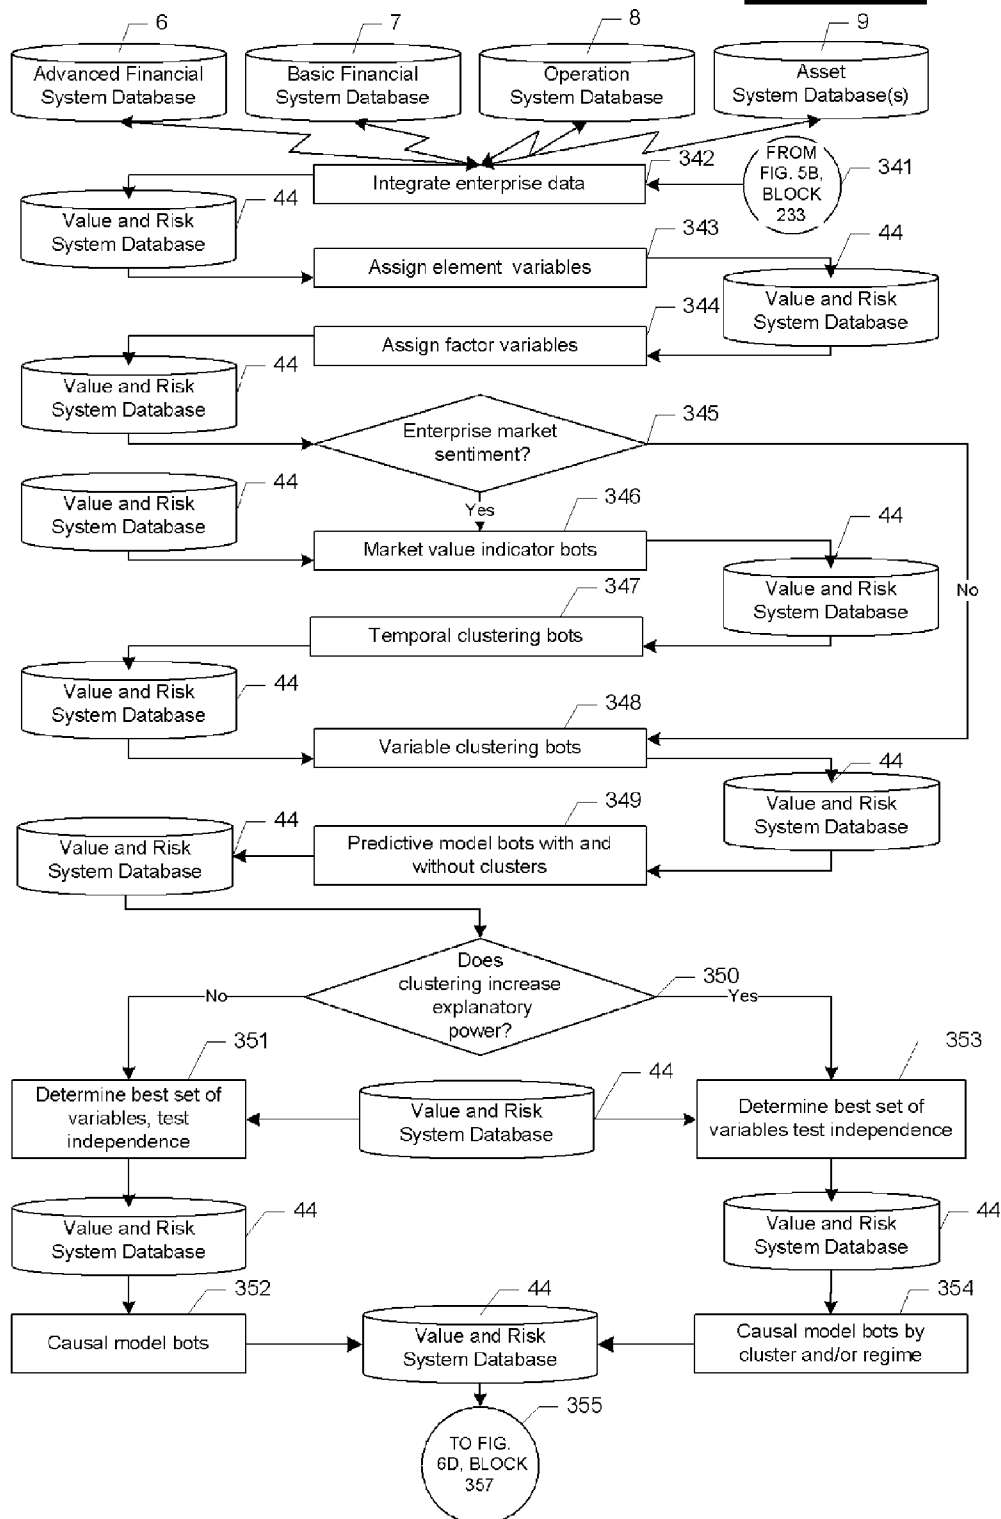 6
7
8
9
Advanced Financial
System Database
Basic Financial
System Database
Operation
System Database
Asset
System Database(s)
342
FROM
FIG. 5B,
BLOCK
233
341
Integrate enterprise data
44
Value and Risk
System Database
343
44
Assign element variables
Value and Risk
System Database
344
Assign factor variables
44
Value and Risk
System Database
345
Enterprise market
sentiment?
44
Value and Risk
System Database
Yes
346
44
Market value indicator bots
Value and Risk
System Database
No
347
Temporal clustering bots
44
Value and Risk
System Database
348
Variable clustering bots
44
Value and Risk
System Database
349
44
Value and Risk
System Database
Predictive model bots with and
without clusters
Does
clustering increase
explanatory
power?
350
No
Yes
351
353
44
Determine best set of
variables, test
independence
Value and Risk
System Database
Determine best set of
variables test independence
44
Value and Risk
System Database
44
Value and Risk
System Database
352
44
354
Causal model bots
Value and Risk
System Database
Causal model bots by
cluster and/or regime
355
TO FIG.
6D, BLOCK
357